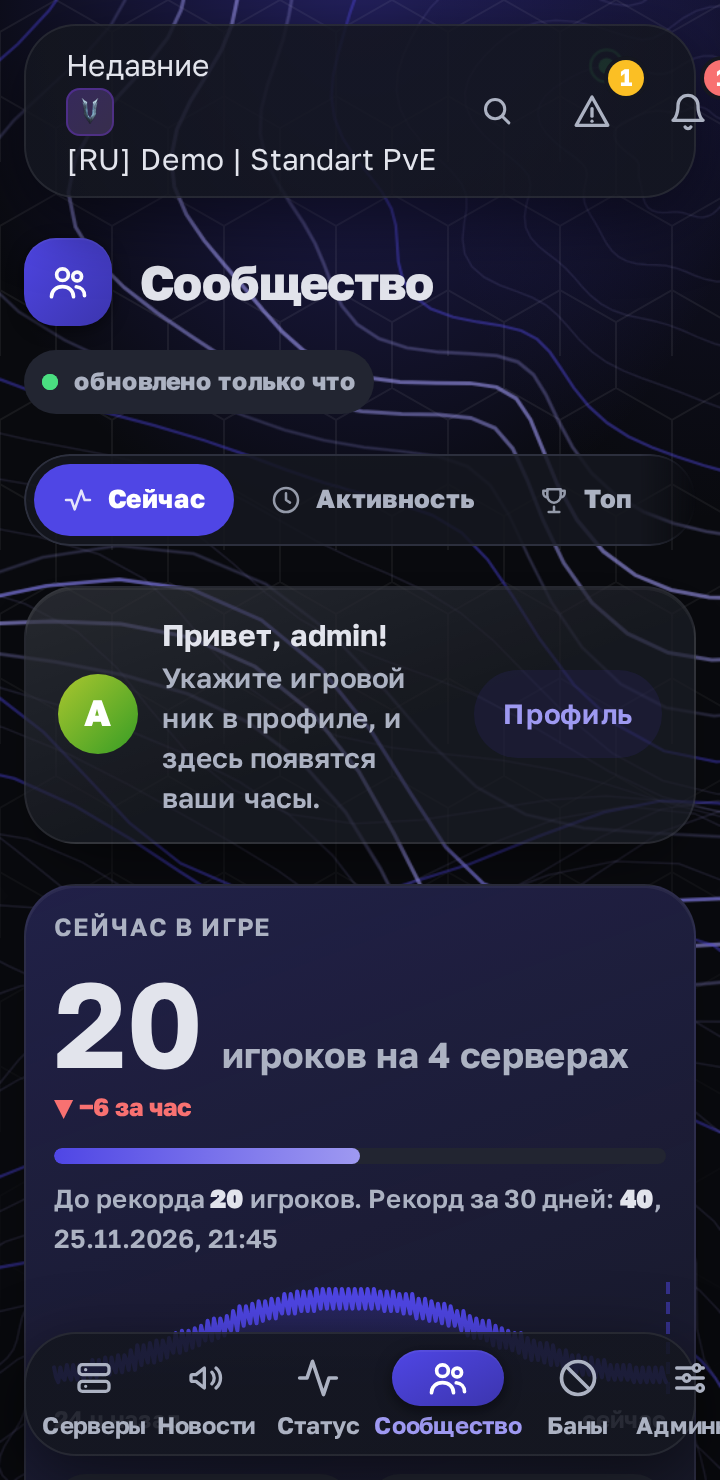 Недавние
1
[RU] Demo | Standart PvE
Сообщество
обновлено только что
Сейчас Активность Топ
Привет, admin!
A
Укажите игровой
ник в профиле, и
здесь появятся
ваши часы.
Профиль
СЕЙЧАС В ИГРЕ
20 игроков на 4 серверах
▼ −6 за час
До рекорда 20 игроков. Рекорд за 30 дней: 40,
25.11.2026, 21:45
Серверы Новости Статус Сообщество Баны